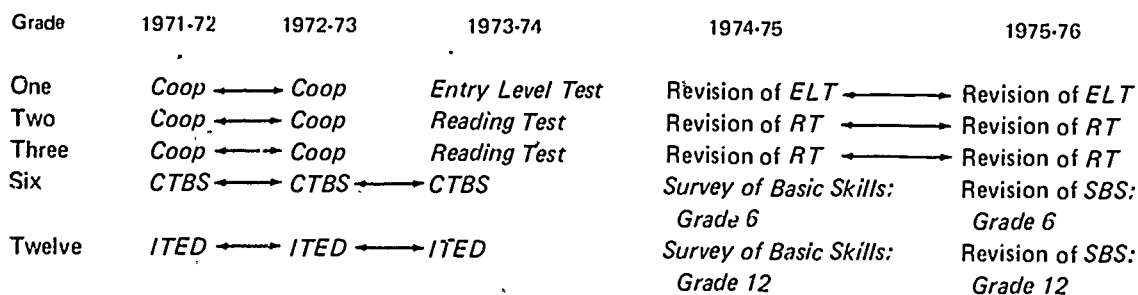 Grade 1971-72 1972-73 1973-74 1974-75 1975-76
One Coop ↔ Coop Entry Level Test Revision of ELT ↔ Revision of ELT
Two Coop ↔ Coop Reading Test Revision of RT ↔ Revision of RT
Three Coop ↔ Coop Reading Test Revision of RT ↔ Revision of RT
Six CTBS ↔ CTBS ↔ CTBS Survey of Basic Skills: Revision of SBS:
Grade 6 Grade 6
Twelve ITED ↔ ITED ↔ ITED Survey of Basic Skills: Revision of SBS:
Grade 12 Grade 12